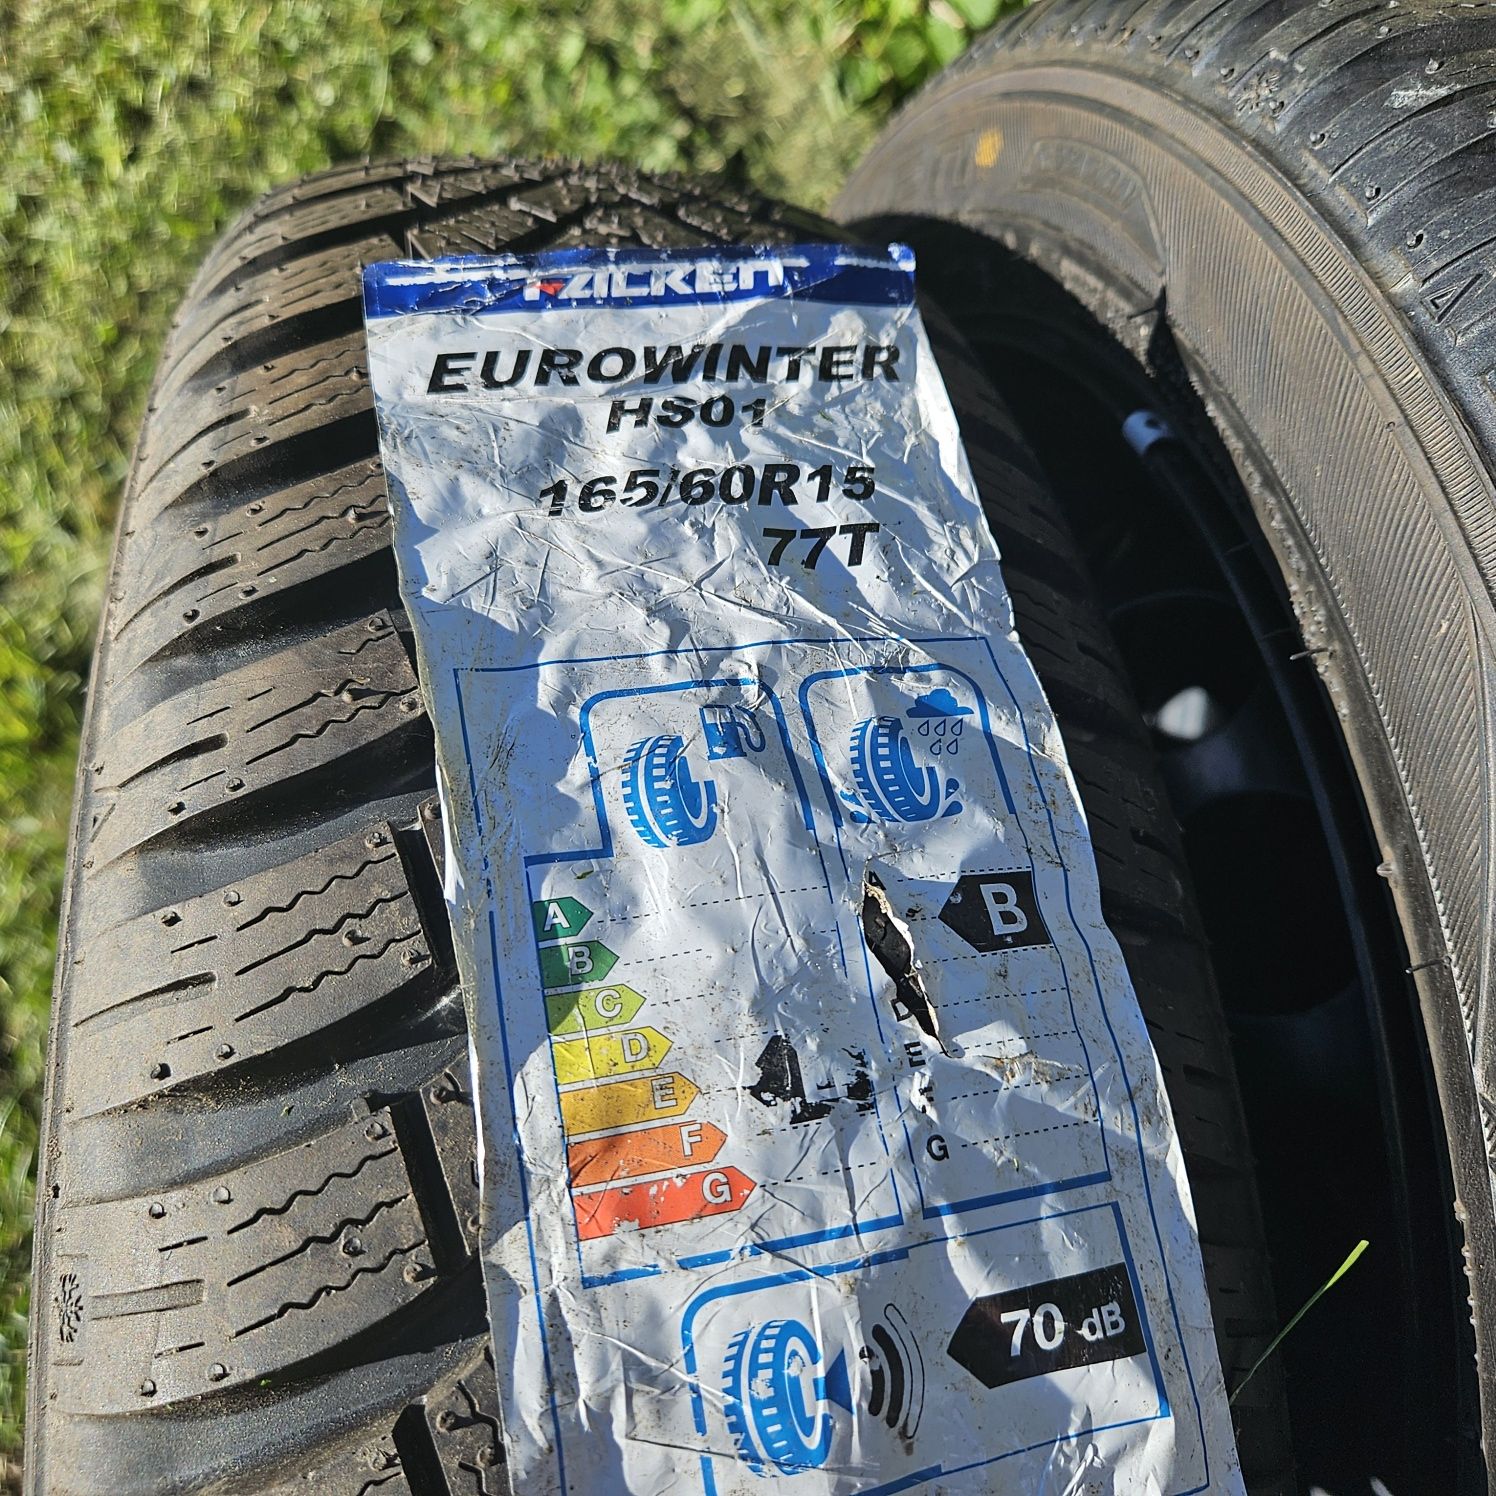 FALKEN
EUROWINTER
HS01
165/60R15
77T
A
B
C
D
E
F
G
A
B
D
E
G
70 dB